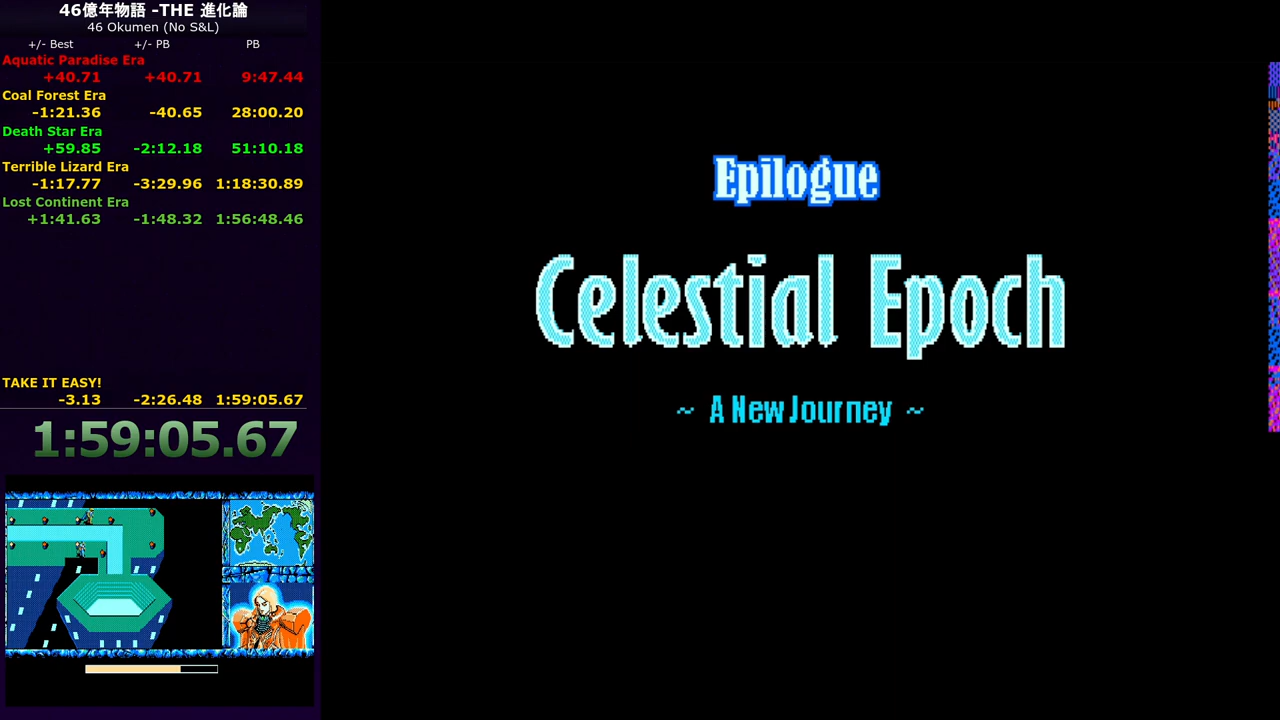 46億年物語 -THE 進化論
46 Okumen (No S&L)
+/- Best +/- PB PB
Aquatic Paradise Era
+40.71 +40.71 9:47.44
Coal Forest Era
-1:21.36 -40.65 28:00.20
Death Star Era
+59.85 -2:12.18 51:10.18
Terrible Lizard Era
-1:17.77 -3:29.96 1:18:30.89
Lost Continent Era
+1:41.63 -1:48.32 1:56:48.46
TAKE IT EASY!
-3.13 -2:26.48 1:59:05.67
1:59:05.67
Epilogue
Celestial Epoch
~ A New Journey ~